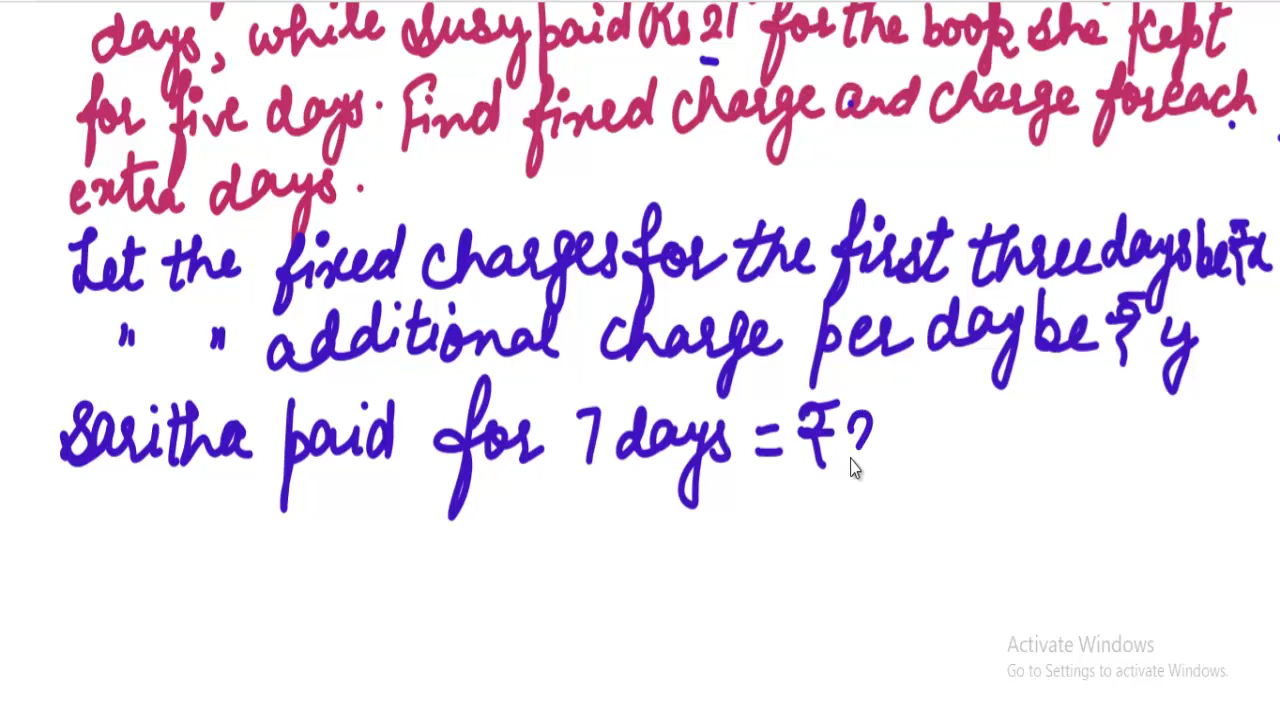 days, while Susy paid Rs 21 for the book she kept
for five days. Find fixed charge and charge for each
extra days.
Let the fixed charges for the first three days be ₹x
" " additional charge per day be ₹ y
Saritha paid for 7 days = ₹ 2
Activate Windows
Go to Settings to activate Windows.